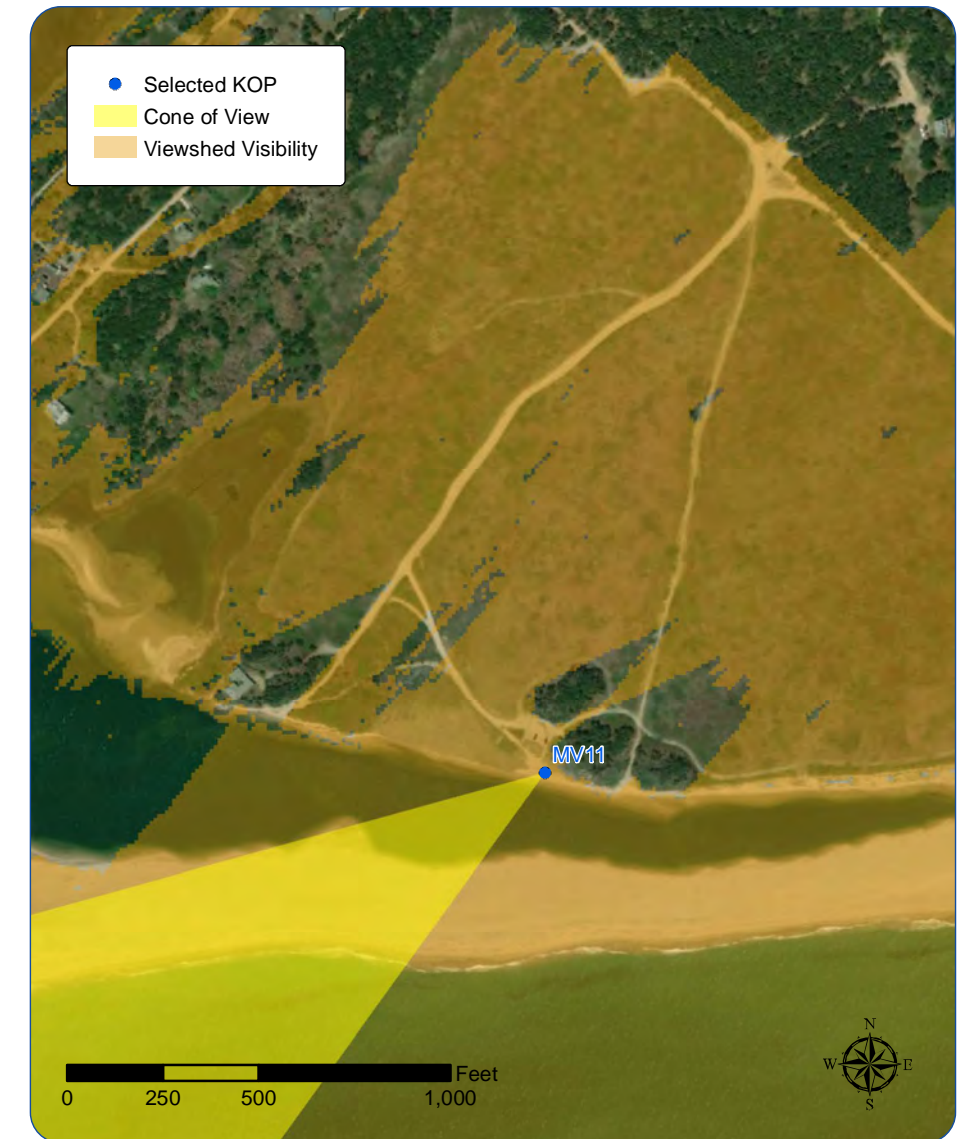 Selected KOP
Cone of View
Viewshed Visibility
MV11
N
W E
S
Feet
0 250 500 1,000